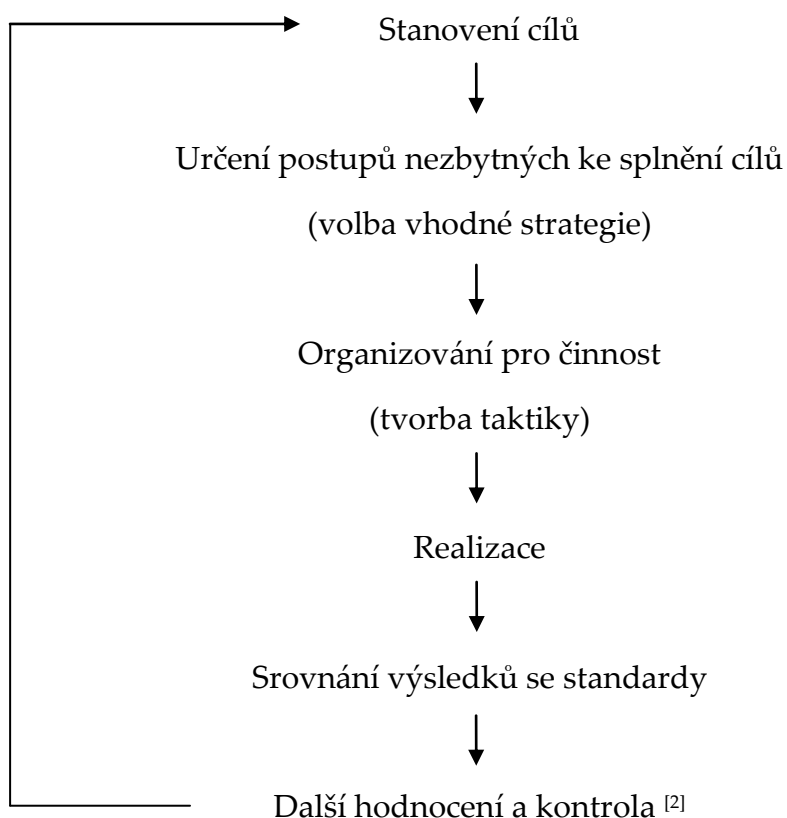 Stanovení cílů
Určení postupů nezbytných ke splnění cílů
(volba vhodné strategie)
Organizování pro činnost
(tvorba taktiky)
Realizace
Srovnání výsledků se standardy
Další hodnocení a kontrola [2]